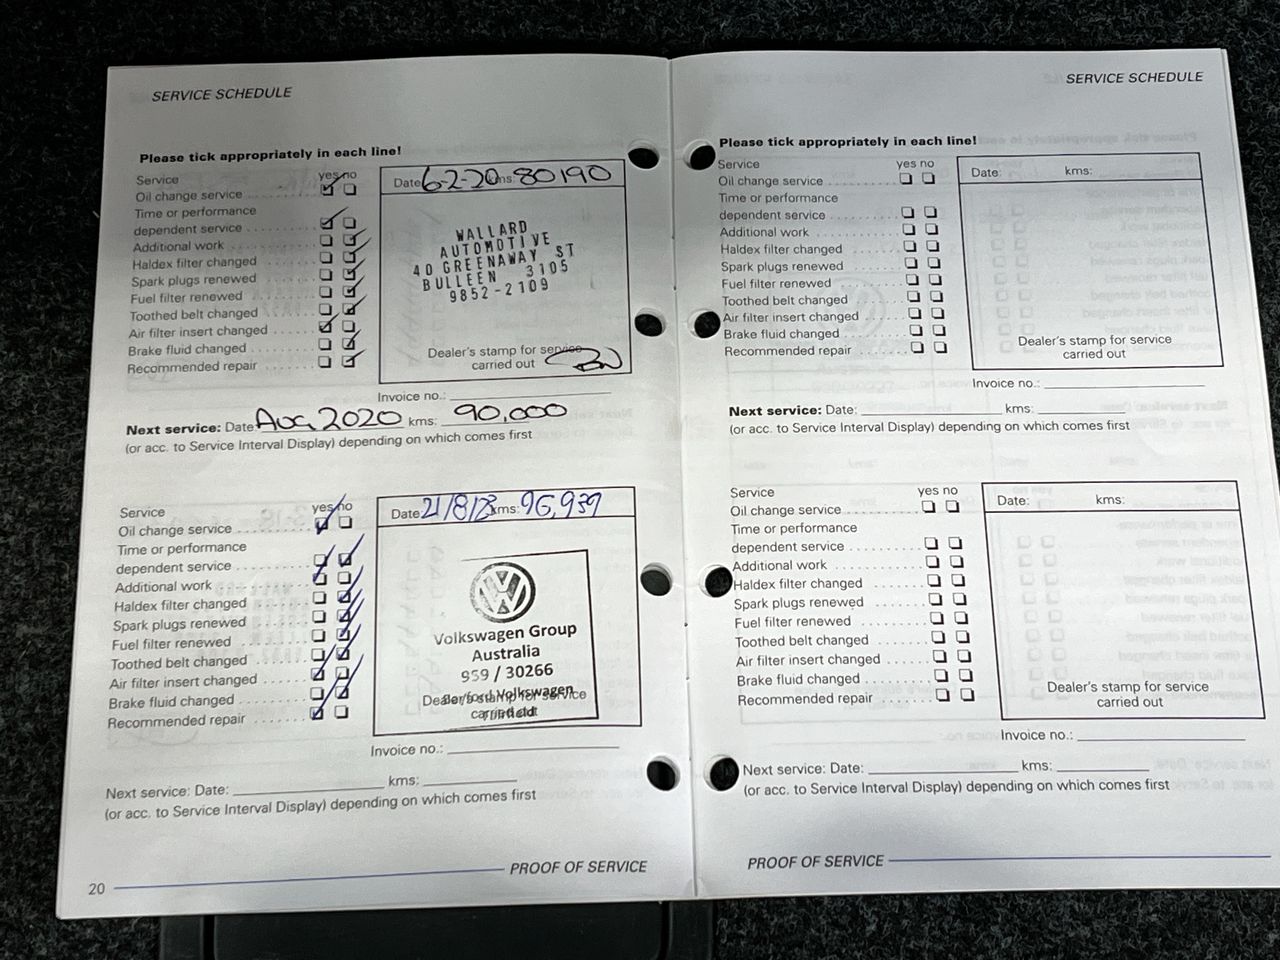 SERVICE SCHEDULE
Please tick appropriately in each line!
Service yes no
Oil change service
Time or performance
dependent service
Additional work
Haldex filter changed
Spark plugs renewed
Fuel filter renewed
Toothed belt changed
Air filter insert changed
Brake fluid changed
Recommended repair
Date: 6-2-20 kms: 80190
WALLARD
AUTOMOTIVE
40 GREENAWAY ST
BULLEEN 3105
9852-2109
Dealer's stamp for service
carried out
Invoice no.:
Next service: Date: Aug 2020 kms: 90,000
(or acc. to Service Interval Display) depending on which comes first
Service yes no
Oil change service
Time or performance
dependent service
Additional work
Haldex filter changed
Spark plugs renewed
Fuel filter renewed
Toothed belt changed
Air filter insert changed
Brake fluid changed
Recommended repair
Date: 21/8/23 kms: 96,939
Volkswagen Group
Australia
959 / 30266
Dealer's stamp for service
Volkswagen
carried out
Invoice no.:
Next service: Date: kms:
(or acc. to Service Interval Display) depending on which comes first
PROOF OF SERVICE
20
SERVICE SCHEDULE
Please tick appropriately in each line!
Service yes no
Oil change service
Time or performance
dependent service
Additional work
Haldex filter changed
Spark plugs renewed
Fuel filter renewed
Toothed belt changed
Air filter insert changed
Brake fluid changed
Recommended repair
Date: kms:
Dealer's stamp for service
carried out
Invoice no.:
Next service: Date: kms:
(or acc. to Service Interval Display) depending on which comes first
Service yes no
Oil change service
Time or performance
dependent service
Additional work
Haldex filter changed
Spark plugs renewed
Fuel filter renewed
Toothed belt changed
Air filter insert changed
Brake fluid changed
Recommended repair
Date: kms:
Dealer's stamp for service
carried out
Invoice no.:
Next service: Date: kms:
(or acc. to Service Interval Display) depending on which comes first
PROOF OF SERVICE